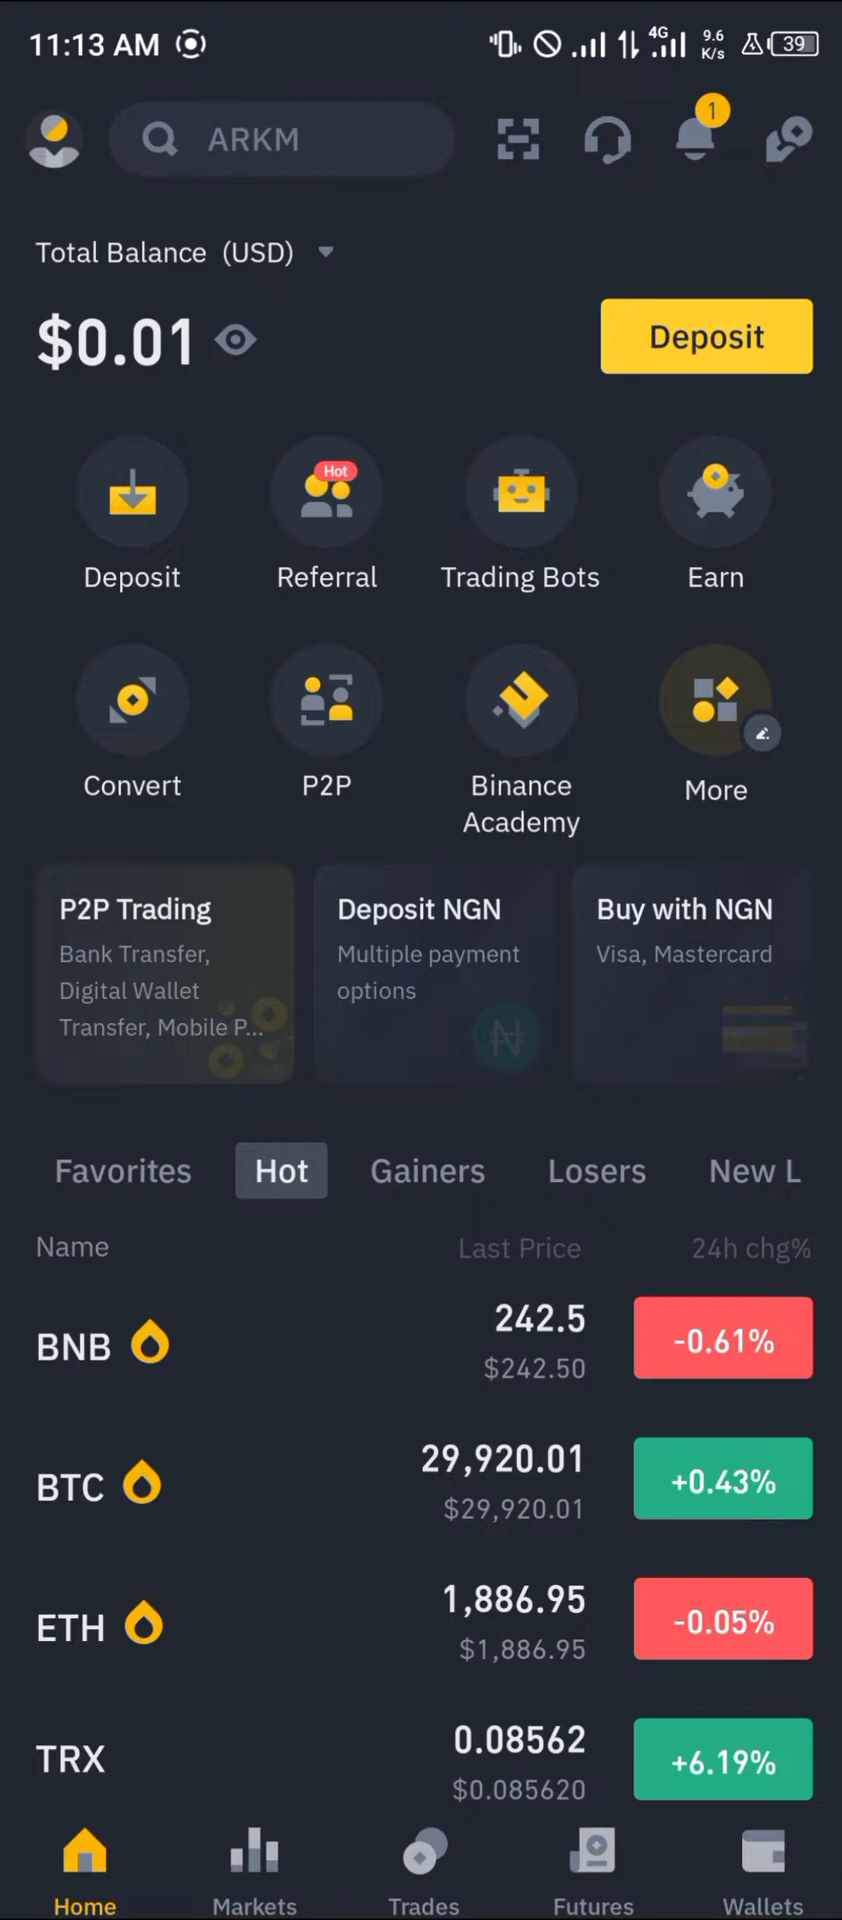 11:13 AM
4G
9.6
K/s
39
ARKM
1
Total Balance (USD)
$0.01
Deposit
Hot
Deposit
Referral
Trading Bots
Earn
Convert
P2P
Binance
Academy
More
P2P Trading
Bank Transfer,
Digital Wallet
Transfer, Mobile P...
Deposit NGN
Multiple payment
options
₦
Buy with NGN
Visa, Mastercard
Favorites
Hot
Gainers
Losers
New L
Name
Last Price
24h chg%
BNB
242.5
$242.50
-0.61%
BTC
29,920.01
$29,920.01
+0.43%
ETH
1,886.95
$1,886.95
-0.05%
TRX
0.08562
$0.085620
+6.19%
Home
Markets
Trades
Futures
Wallets